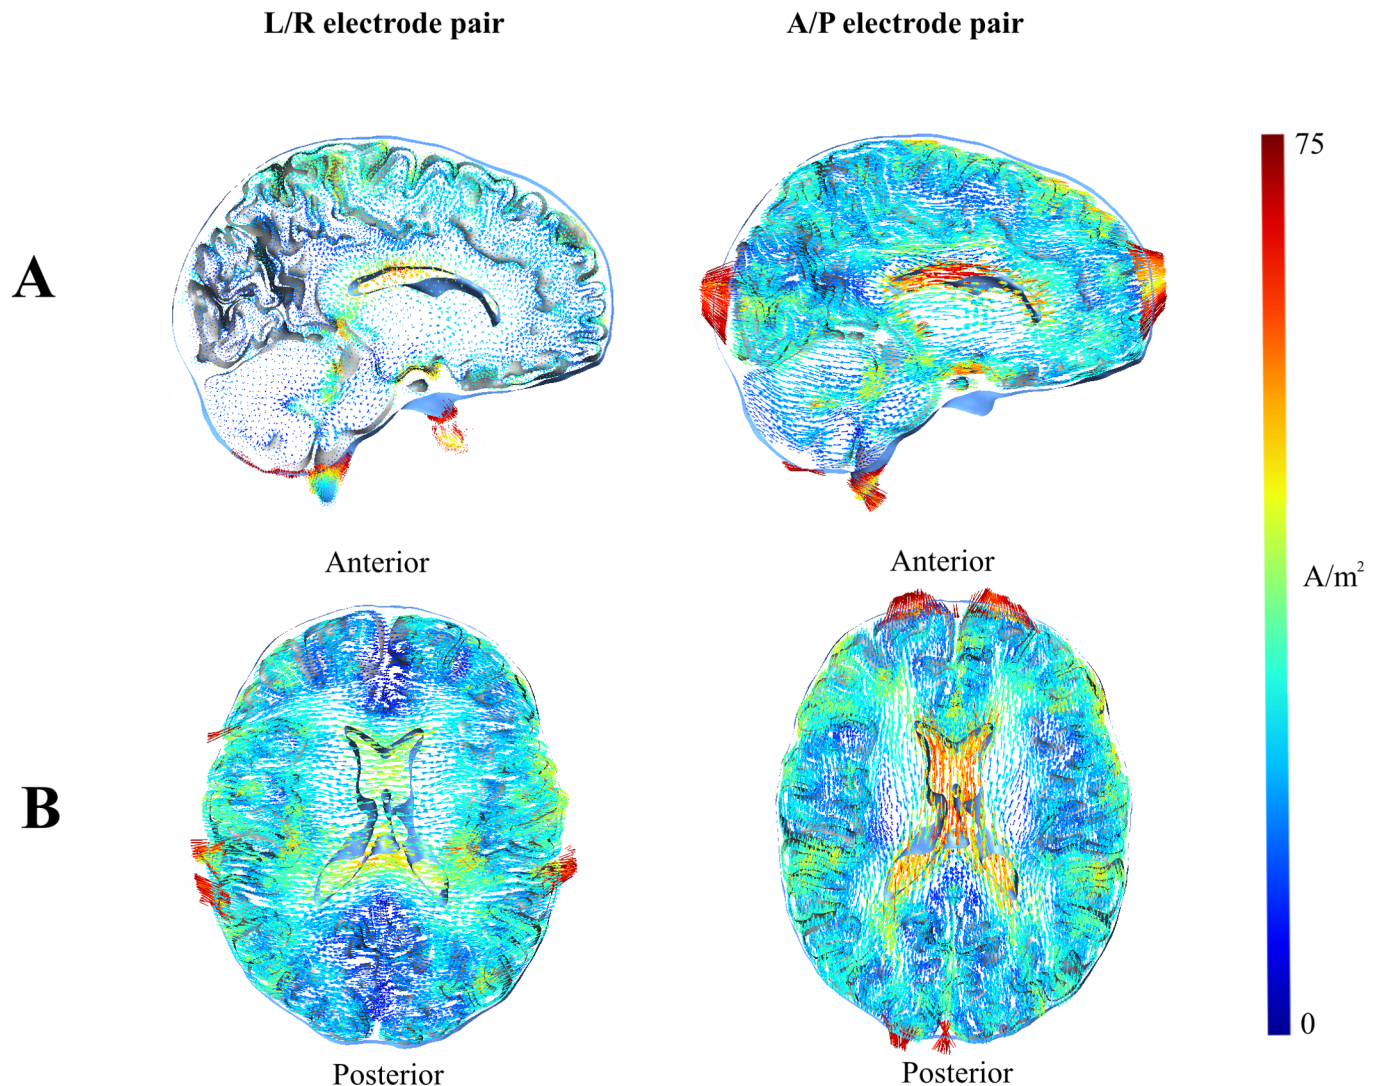 L/R electrode pair
A/P electrode pair
75
A
Anterior
Anterior
A/m²
B
0
Posterior
Posterior